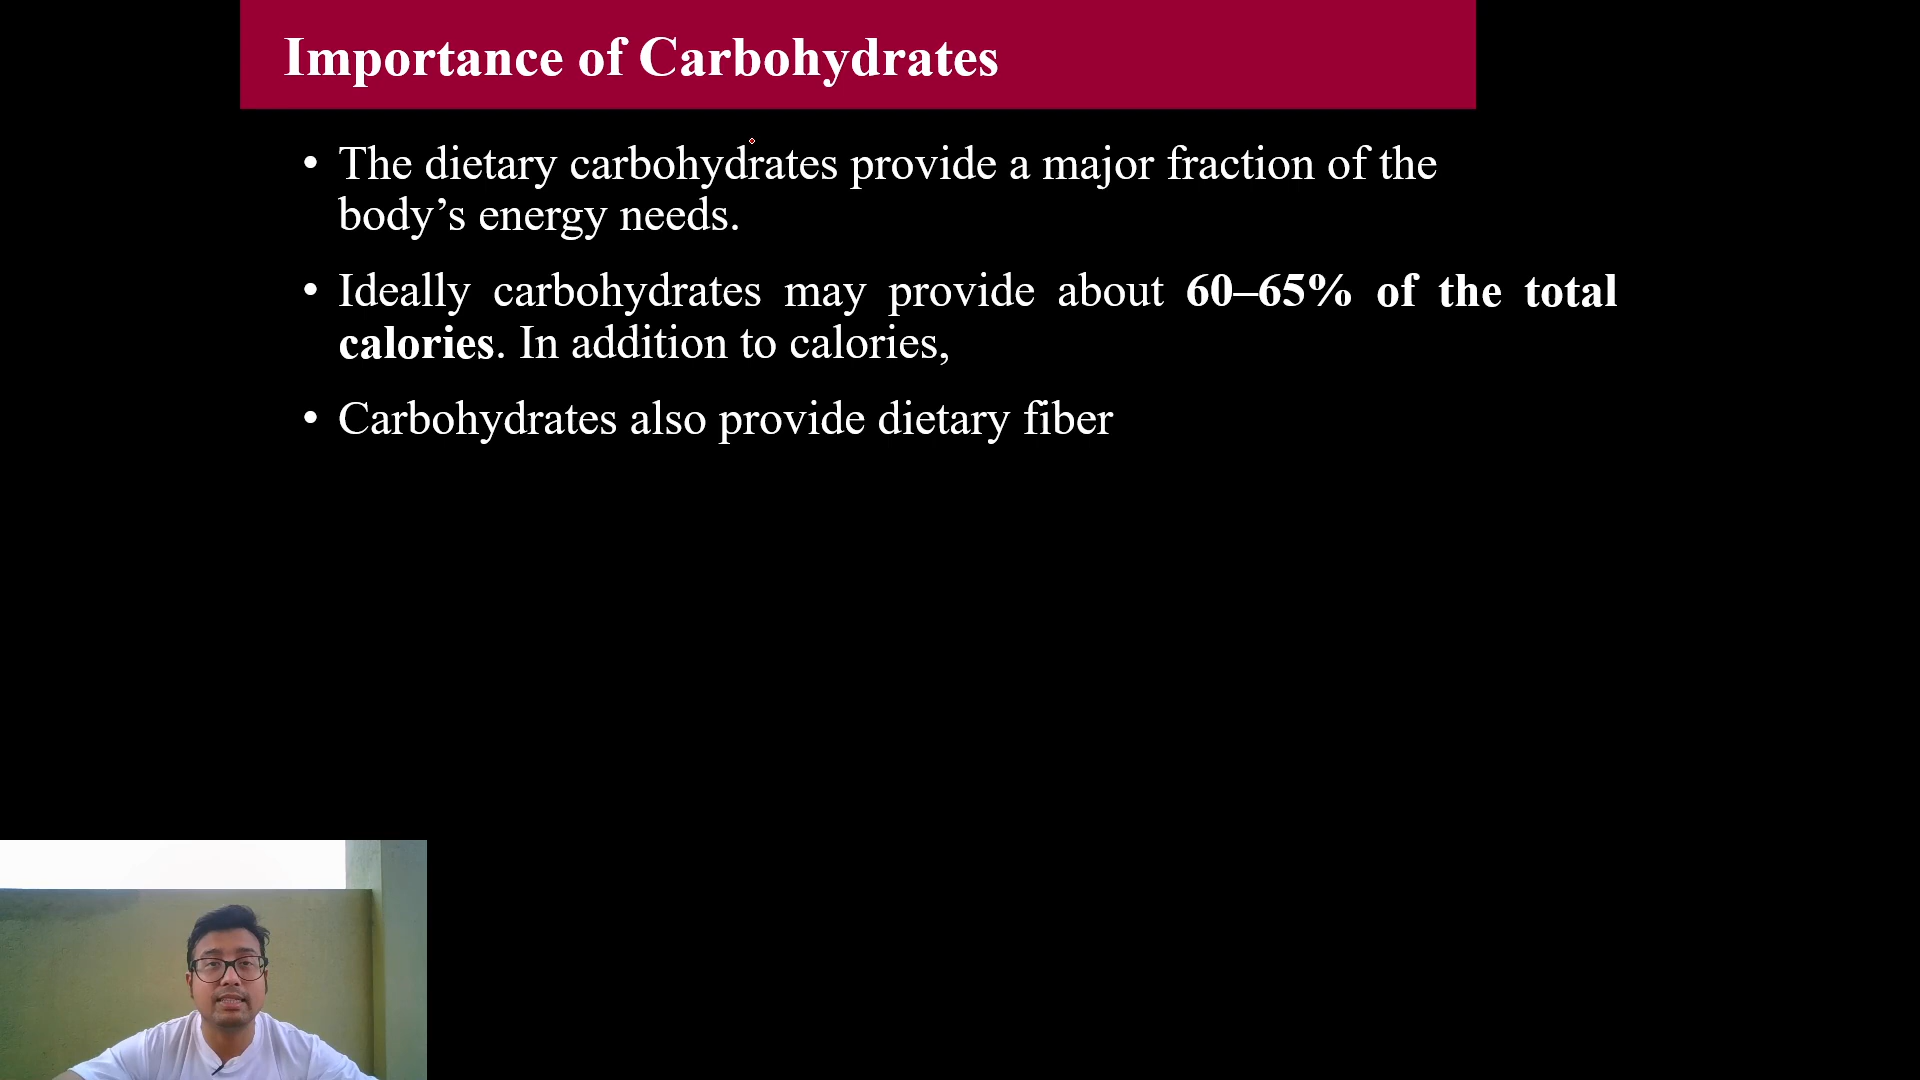 Importance of Carbohydrates
• The dietary carbohydrates provide a major fraction of the
body’s energy needs.
• Ideally carbohydrates may provide about 60–65% of the total
calories. In addition to calories,
• Carbohydrates also provide dietary fiber